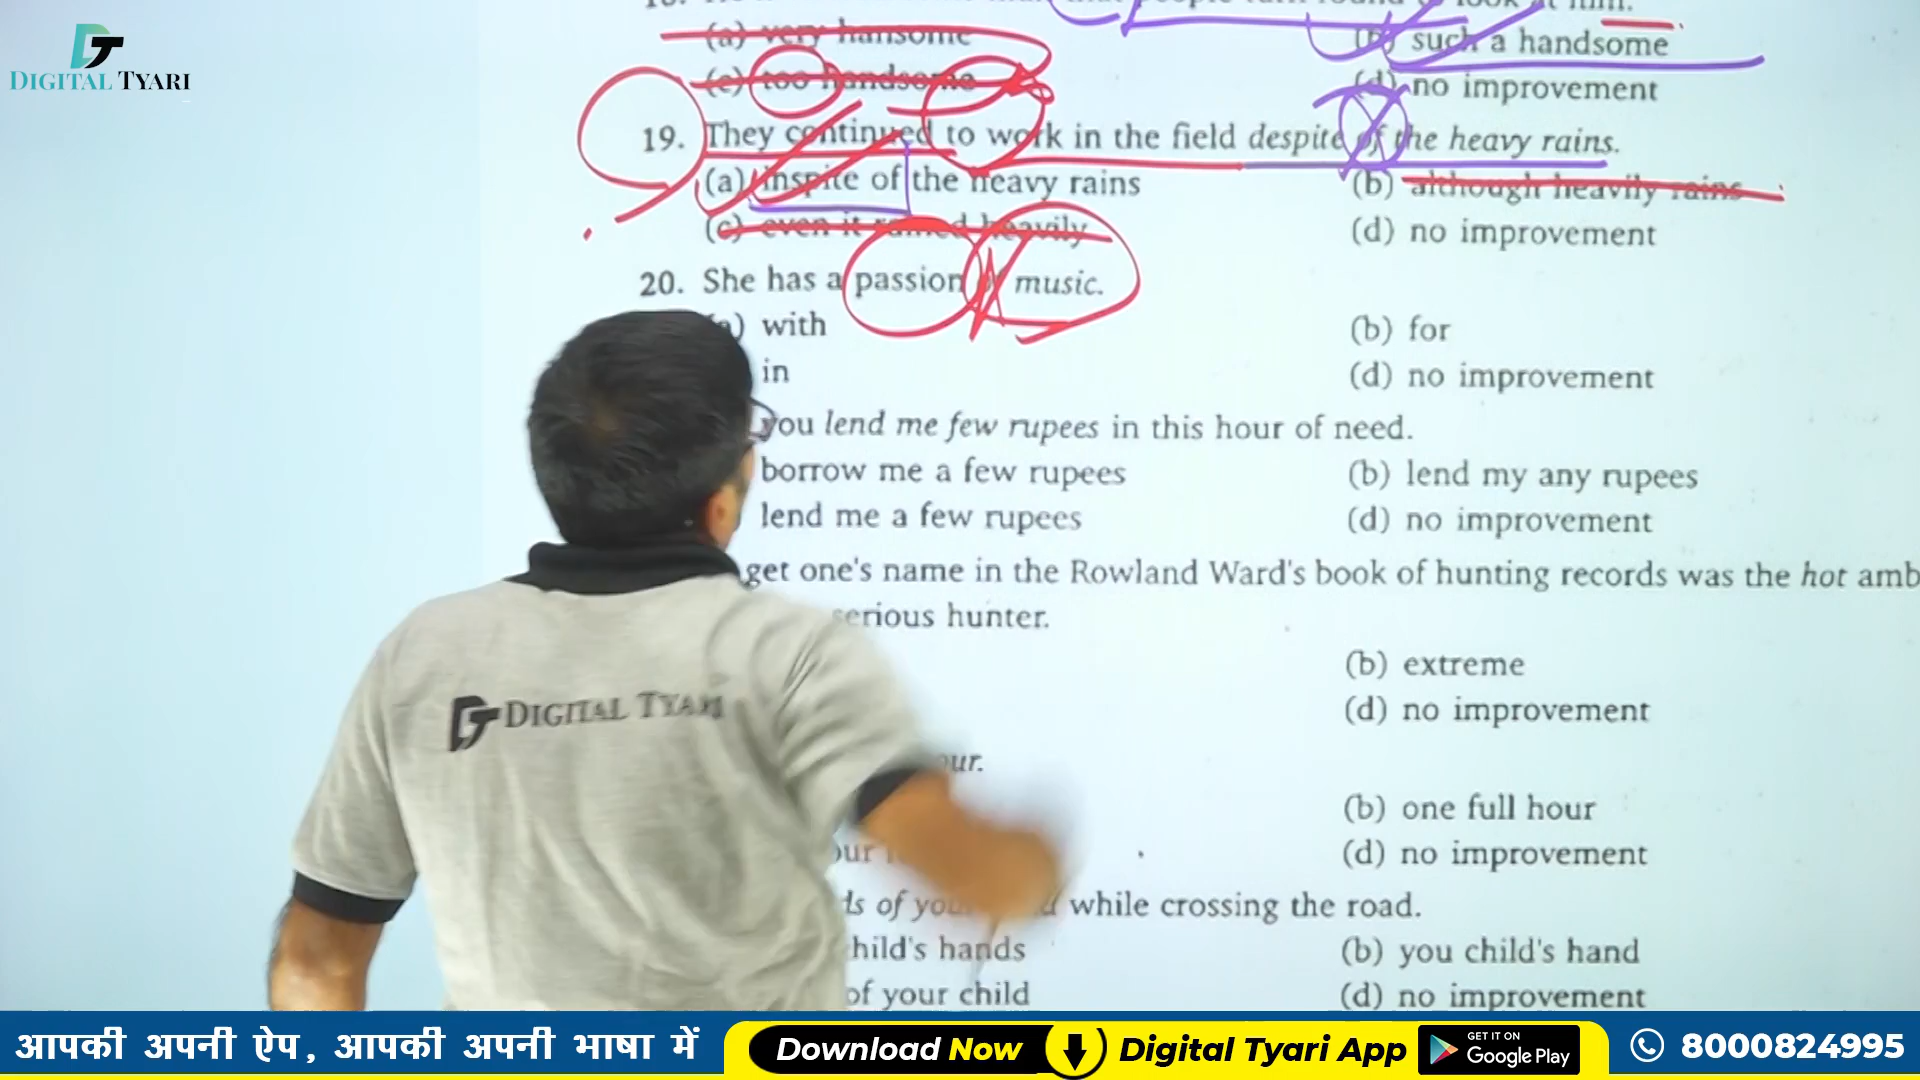 DIGITAL TYARI
(a) very hansome
(b) such a handsome
(c) too handsome
(d) no improvement
19. They continued to work in the field despite of the heavy rains.
(a) inspite of the heavy rains
(b) although heavily rains
(c) even it rained heavily
(d) no improvement
20. She has a passion of music.
(a) with
(b) for
in
(d) no improvement
you lend me few rupees in this hour of need.
borrow me a few rupees
(b) lend my any rupees
lend me a few rupees
(d) no improvement
get one's name in the Rowland Ward's book of hunting records was the hot amb
serious hunter.
(b) extreme
(d) no improvement
our.
(b) one full hour
our
(d) no improvement
ds of your while crossing the road.
hild's hands
(b) you child's hand
of your child
(d) no improvement
DIGITAL TYARI
आपकी अपनी ऐप, आपकी अपनी भाषा में
Download Now
Digital Tyari App
GET IT ON
Google Play
8000824995